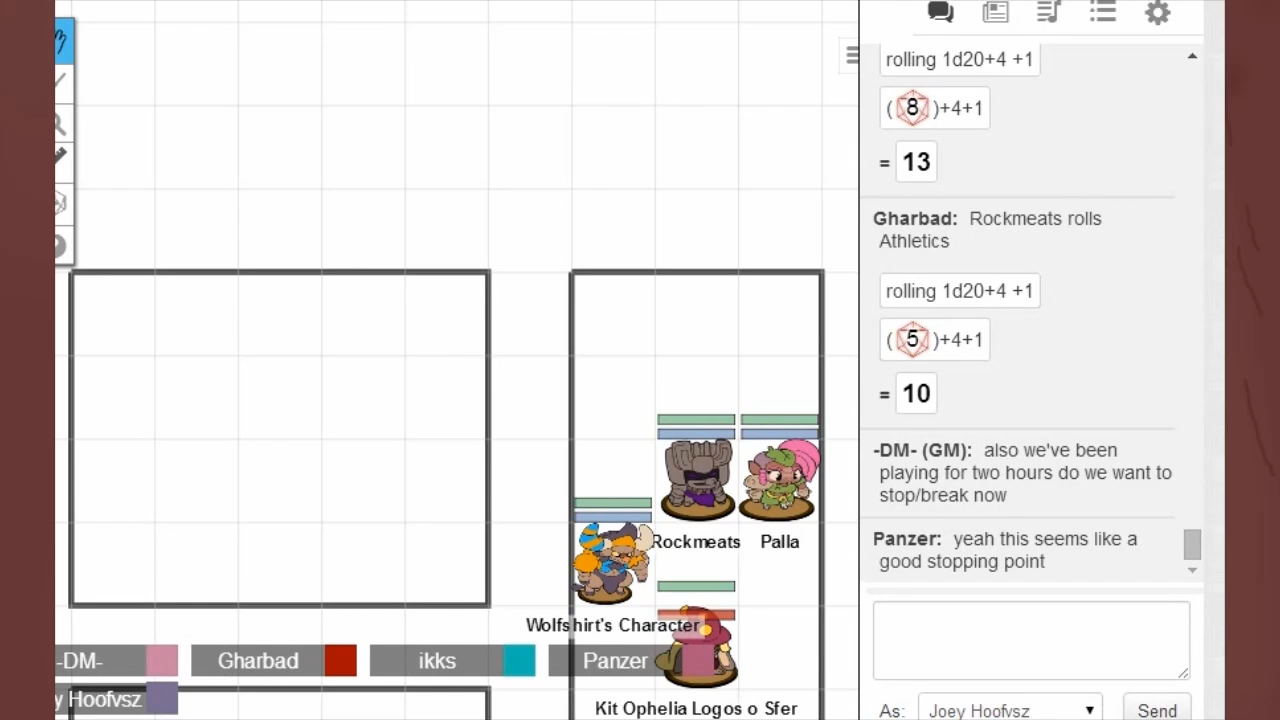 rolling 1d20+4 +1
(8)+4+1
= 13
Gharbad: Rockmeats rolls
Athletics
rolling 1d20+4 +1
(5)+4+1
= 10
-DM- (GM): also we've been
playing for two hours do we want to
stop/break now
Panzer: yeah this seems like a
good stopping point
As: Joey Hoofvsz
Send
Rockmeats
Palla
Wolfshirt's Character
Kit Ophelia Logos o Sfer
-DM-
Gharbad
ikks
Panzer
y Hoofvsz